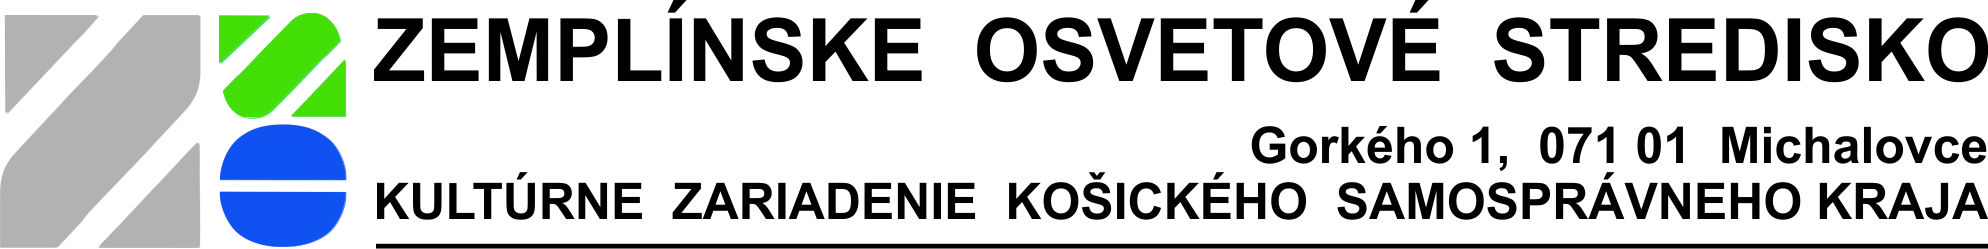 ZEMPLÍNSKE OSVETOVÉ STREDISKO
Gorkého 1, 071 01 Michalovce
KULTÚRNE ZARIADENIE KOŠICKÉHO SAMOSPRÁVNEHO KRAJA